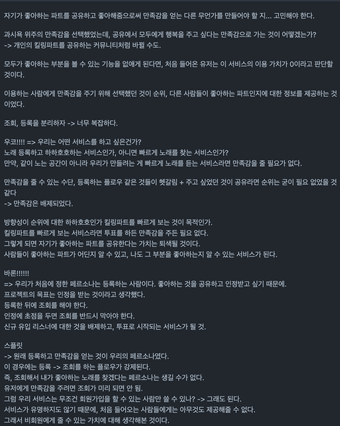 자기가 좋아하는 파트를 공유하고 좋아해줌으로써 만족감을 얻는 다른 무언가를 만들어야 할 지... 고민해야 한다.
과시욕 위주의 만족감을 선택했었는데, 공유에서 모두에게 행복을 주고 싶다는 만족감으로 가는 것이 어떻겠는가?
-> 개인의 킬링파트를 공유하는 커뮤니티처럼 바뀔 수도.
모두가 좋아하는 부분을 볼 수 있는 기능을 없애게 된다면, 처음 들어온 유저는 이 서비스의 이용 가치가 0이라고 판단할
것이다.
이용하는 사람에게 만족감을 주기 위해 선택했던 것이 순위, 다른 사람들이 좋아하는 파트인지에 대한 정보를 제공하는 것
이었다.
조회, 등록을 분리하자 -> 너무 복잡하다.
우코!!!! => 우리는 어떤 서비스를 하고 싶은건가?
노래 등록하고 하하호호하는 서비스인가, 아니면 빠르게 노래를 찾는 서비스인가?
만약, 같이 노는 공간이 아니라 우리가 만들려는 게 빠르게 노래를 듣는 서비스라면 만족감을 줄 필요가 없다.
만족감을 줄 수 있는 수단, 등록하는 플로우 같은 것들이 헷갈림 + 주고 싶었던 것이 공유라면 순위는 굳이 필요 없었을 것
같다
-> 만족감은 배제되었다.
방향성이 순위에 대한 하하호호인가 킬링파트를 빠르게 보는 것이 목적인가.
킬링파트를 빠르게 보는 서비스라면 투표를 하든 만족감을 주든 필요 없다.
그렇게 되면 자기가 좋아하는 파트를 공유한다는 가치는 퇴색될 것이다.
사람들이 좋아하는 파트가 어딘지 알 수 있고, 나도 그 부분을 좋아하는지 알 수 있는 서비스가 된다.
바론!!!!!!
=> 우리가 처음에 정한 페르소나는 등록하는 사람이다. 좋아하는 것을 공유하고 인정받고 싶기 때문에.
프로젝트의 목표는 인정을 받는 것이라고 생각했다.
등록한 뒤에 조회를 해야 한다.
인정에 초점을 두면 조회를 반드시 막아야 한다.
신규 유입 리스너에 대한 것을 배제하고, 투표로 시작되는 서비스가 될 것.
스플릿
-> 원래 등록하고 만족감을 얻는 것이 우리의 페르소나였다.
이 경우에는 등록 -> 조회를 하는 플로우가 강제된다.
즉, 조회해서 내가 좋아하는 노래를 찾겠다는 페르소나는 생길 수가 없다.
유저에게 만족감을 주려면 조회가 미리 되면 안 됨.
그럼 우리 서비스는 무조건 회원가입을 할 수 있는 사람만 쓸 수 있나? -> 그래도 된다.
서비스가 유명하지도 않기 때문에, 처음 들어오는 사람들에게는 아무것도 제공해줄 수 없다.
그래서 비회원에게 줄 수 있는 가치에 대해 생각해본 것이다.